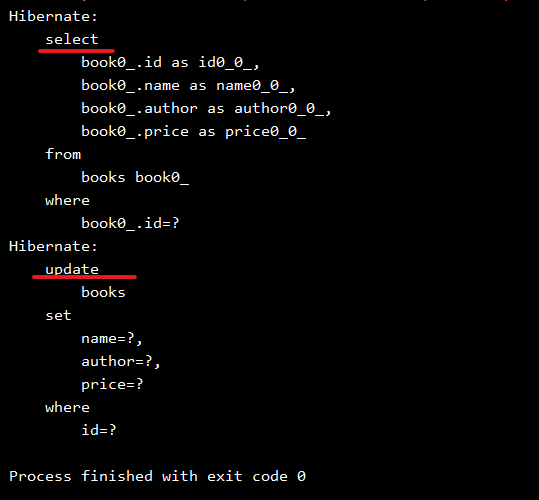 Hibernate:
    select
        book0_.id as id0_0_,
        book0_.name as name0_0_,
        book0_.author as author0_0_,
        book0_.price as price0_0_
    from
        books book0_
    where
        book0_.id=?
Hibernate:
    update
        books
    set
        name=?,
        author=?,
        price=?
    where
        id=?

Process finished with exit code 0